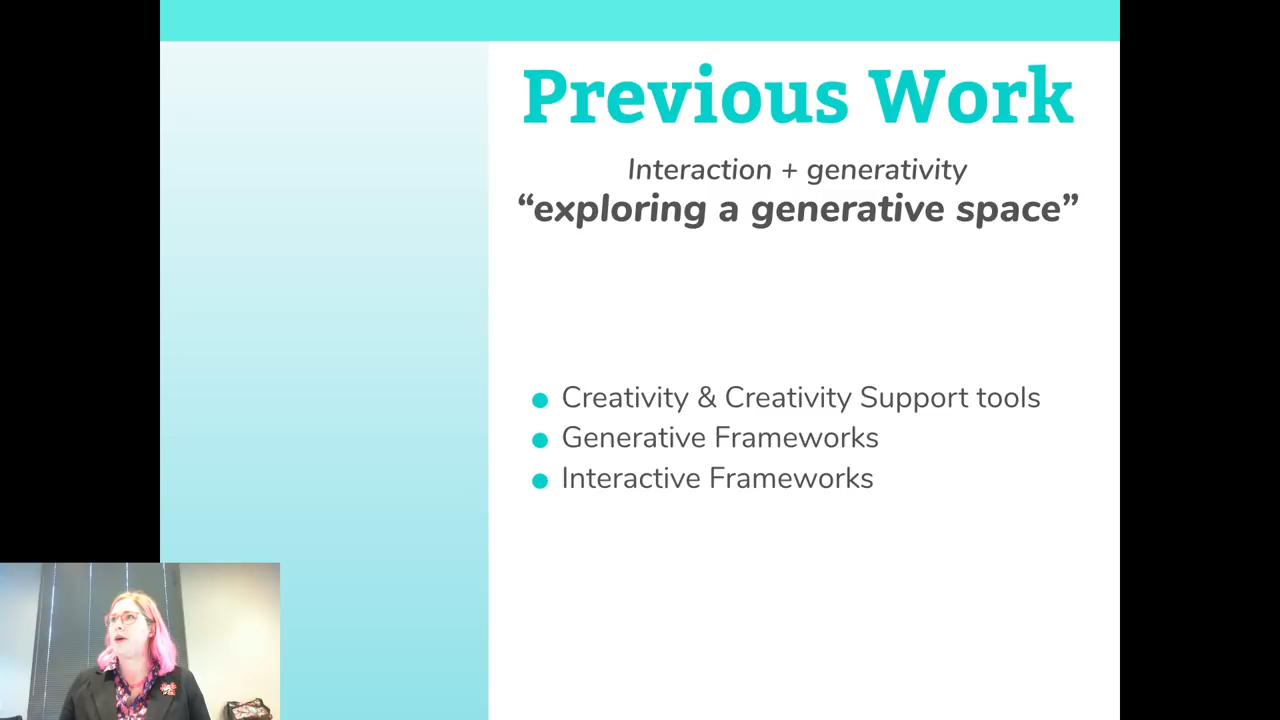 Previous Work
Interaction + generativity
“exploring a generative space”
● Creativity & Creativity Support tools
● Generative Frameworks
● Interactive Frameworks